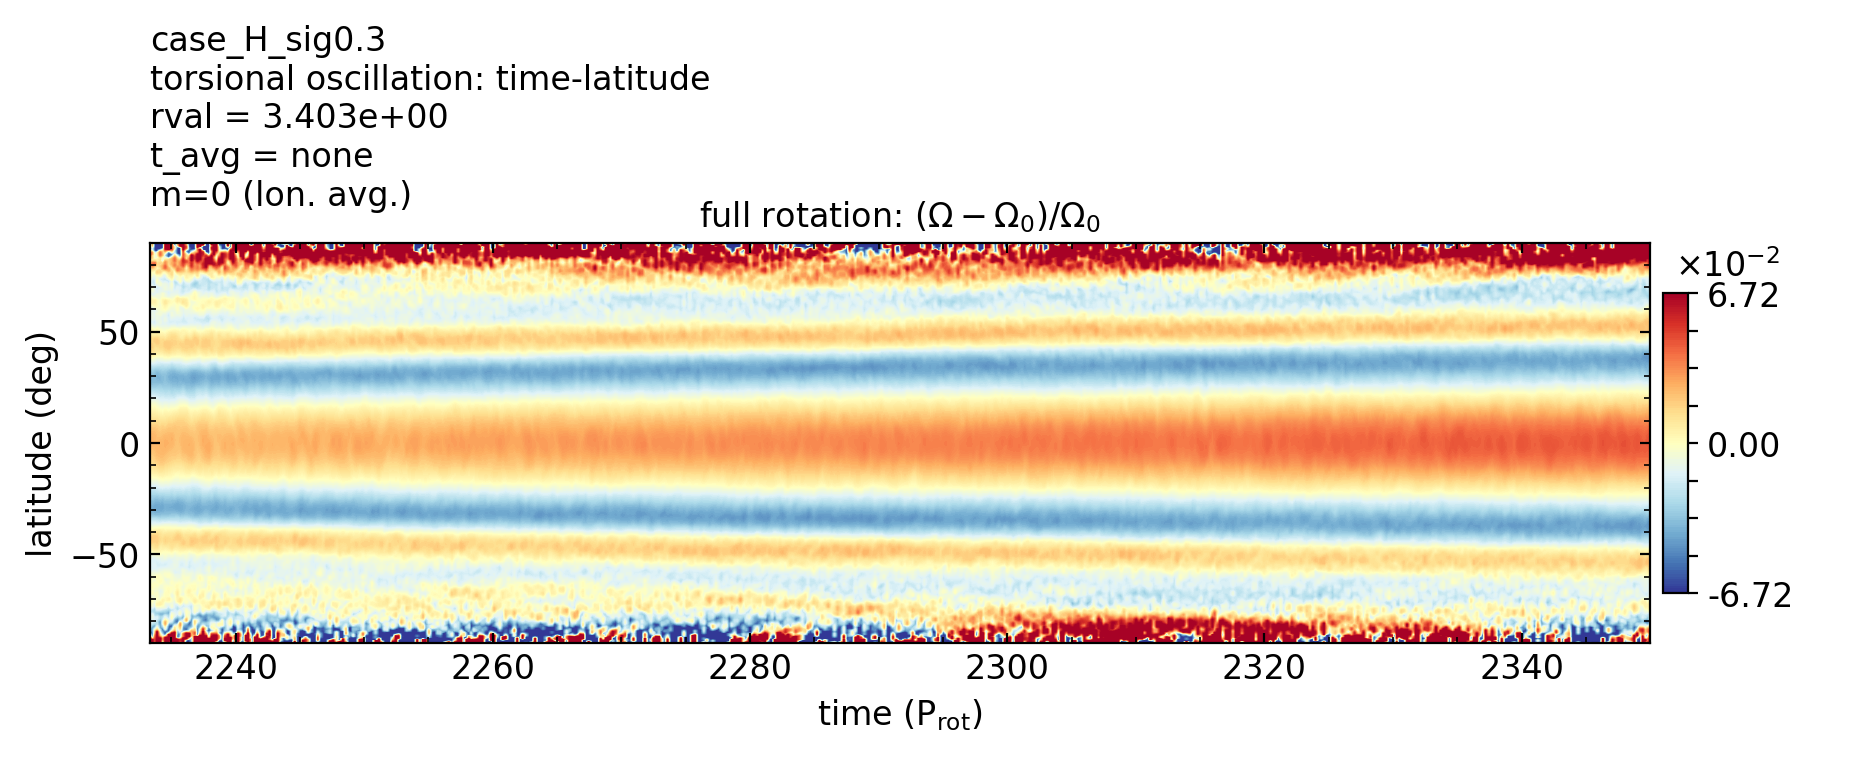 case_H_sig0.3
torsional oscillation: time-latitude
rval = 3.403e+00
t_avg = none
m=0 (lon. avg.)
full rotation: (Ω − Ω₀)/Ω₀
×10⁻²
6.72
0.00
-6.72
latitude (deg)
50
0
−50
2240 2260 2280 2300 2320 2340
time (P_rot)